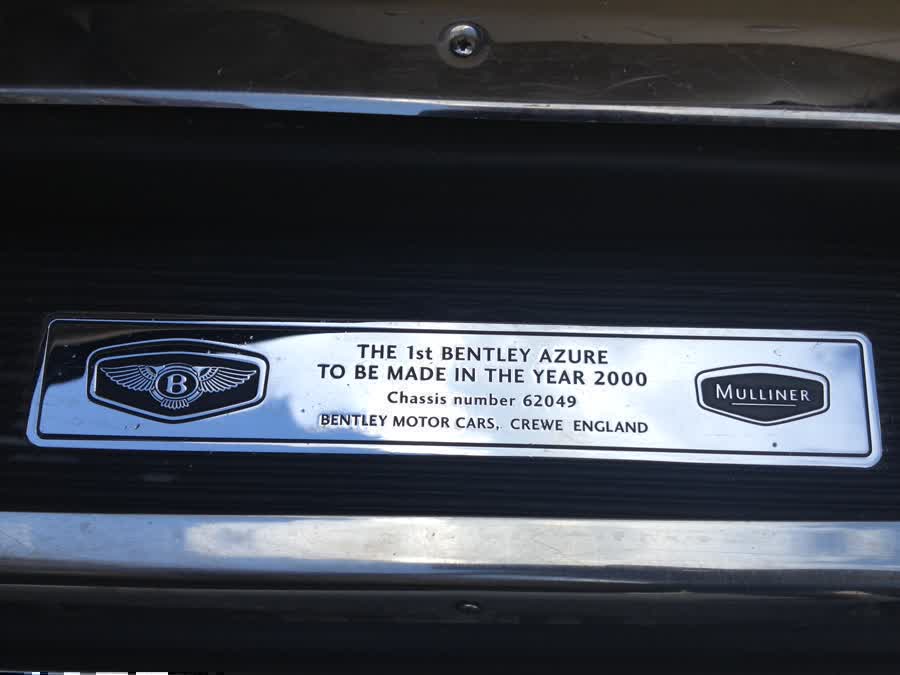 B
THE 1st BENTLEY AZURE
TO BE MADE IN THE YEAR 2000
Chassis number 62049
BENTLEY MOTOR CARS, CREWE ENGLAND
MULLINER